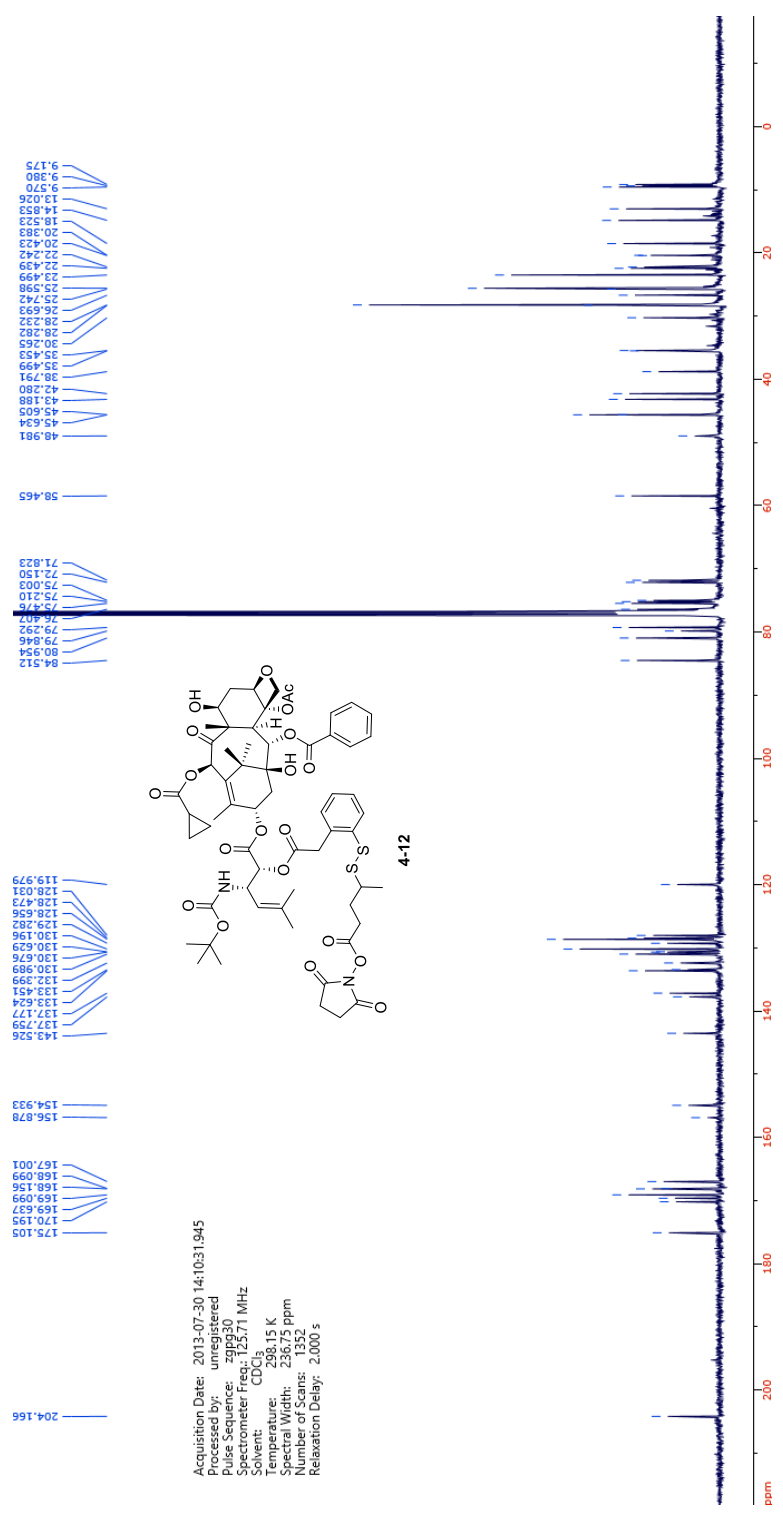 9.175
9.380
9.570
13.026
14.853
18.523
20.383
20.423
22.242
22.439
23.499
25.598
25.742
26.693
28.232
28.282
30.265
35.453
35.499
38.791
42.280
43.188
45.605
45.634
48.981
58.465
71.823
72.150
75.003
75.210
75.476
76.407
79.292
79.846
80.954
84.512
119.979
128.031
128.473
128.656
129.282
130.196
130.629
130.676
130.989
132.399
133.451
133.624
137.177
137.759
143.526
154.933
156.878
167.001
168.099
168.156
169.099
169.637
170.195
175.105
204.166
O
OH
OAc
O
H
O
O
O
OH
O
O
O
O
O
NH
O
O
O
S
S
O
O
O
N
O
O
4-12
Acquisition Date: 2013-07-30 14:10:31.945
Processed by: unregistered
Pulse Sequence: zgpg30
Spectrometer Freq.: 125.71 MHz
Solvent: CDCl3
Temperature: 298.15 K
Spectral Width: 236.75 ppm
Number of Scans: 1352
Relaxation Delay: 2.000 s
0
20
40
60
80
100
120
140
160
180
200
ppm